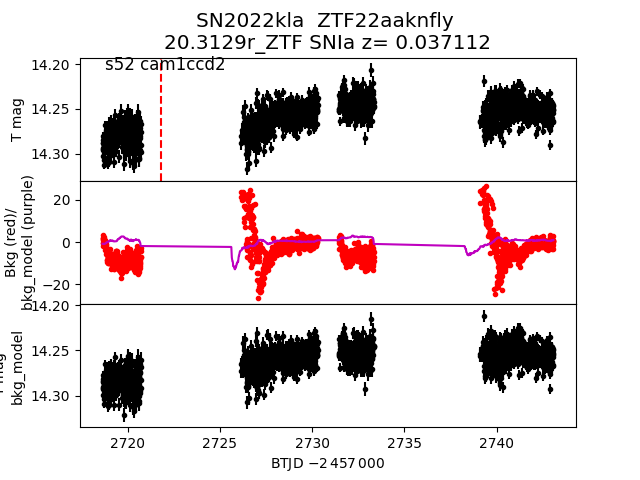 SN2022kla ZTF22aaknfly
20.3129r_ZTF SNIa z= 0.037112
s52 cam1ccd2
14.20
14.25
14.30
T mag
20
0
−20
Bkg (red)/
bkg_model (purple)
14.20
14.25
14.30
mag
bkg_model
2720
2725
2730
2735
2740
BTJD −2 457 000